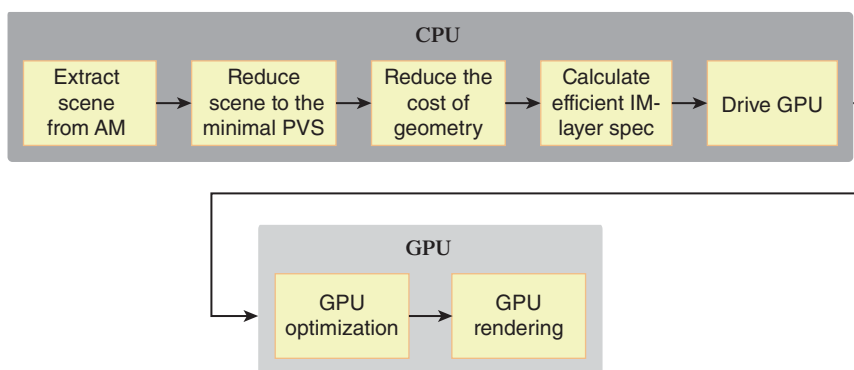 CPU
Extract
scene
from AM
Reduce
scene to the
minimal PVS
Reduce the
cost of
geometry
Calculate
efficient IM-
layer spec
Drive GPU
GPU
GPU
optimization
GPU
rendering